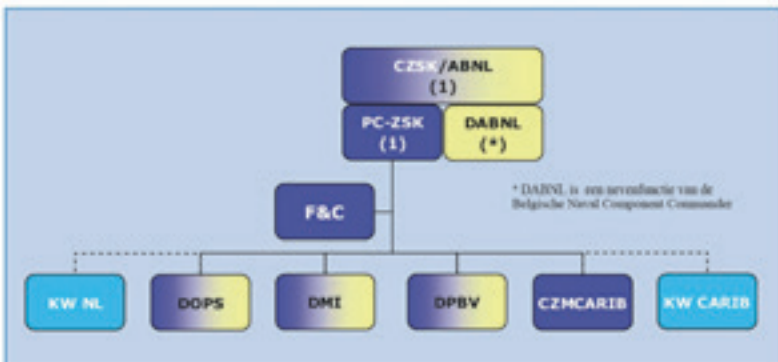 CZSK/ABNL
(1)
PC-ZSK
(1)
DABNL
(*)
* DABNL is een nevenfunctie van de
Belgische Naval Component Commander
F&C
KW NL
DOPS
DMI
DPBV
CZMCARIB
KW CARIB